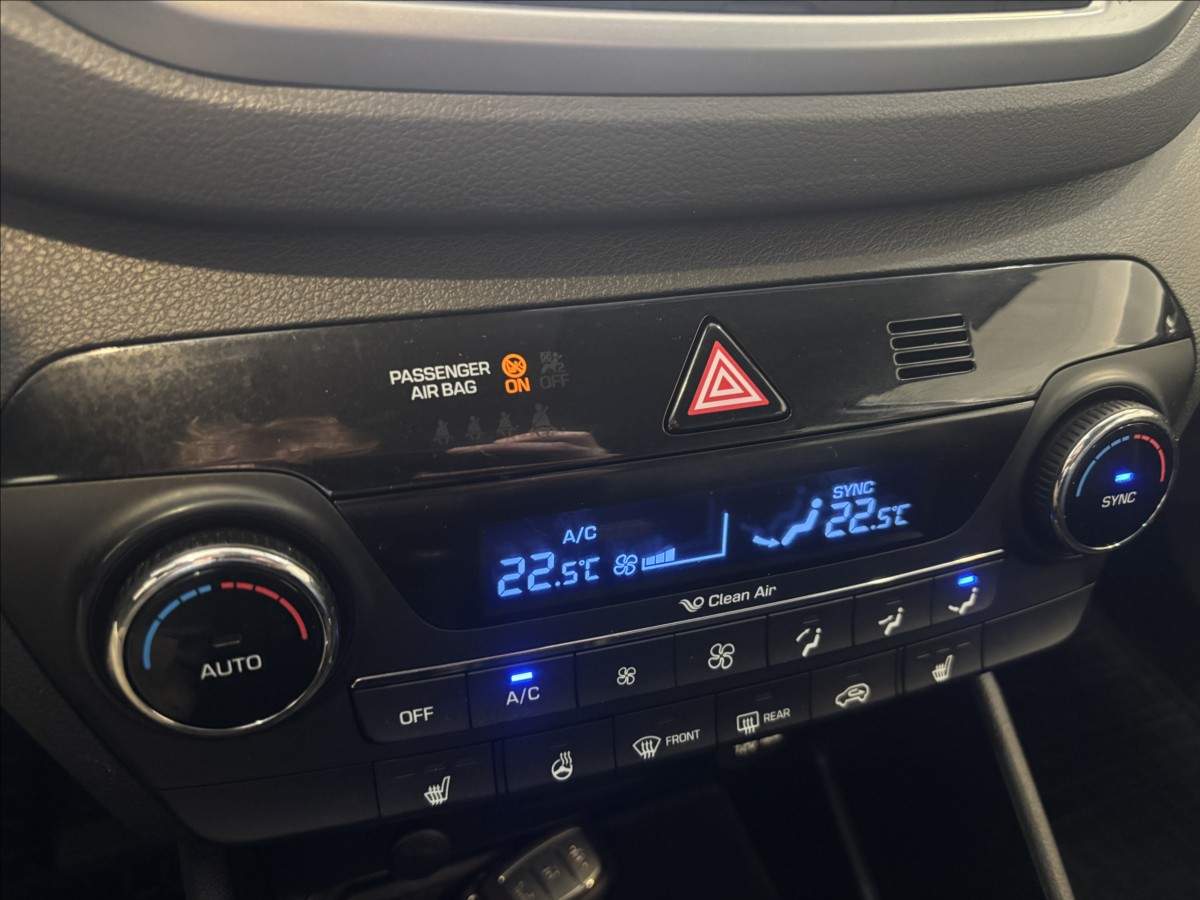 PASSENGER
AIR BAG
ON
OFF
A/C
22.5°C
SYNC
22.5°C
SYNC
Clean Air
AUTO
OFF
A/C
FRONT
REAR